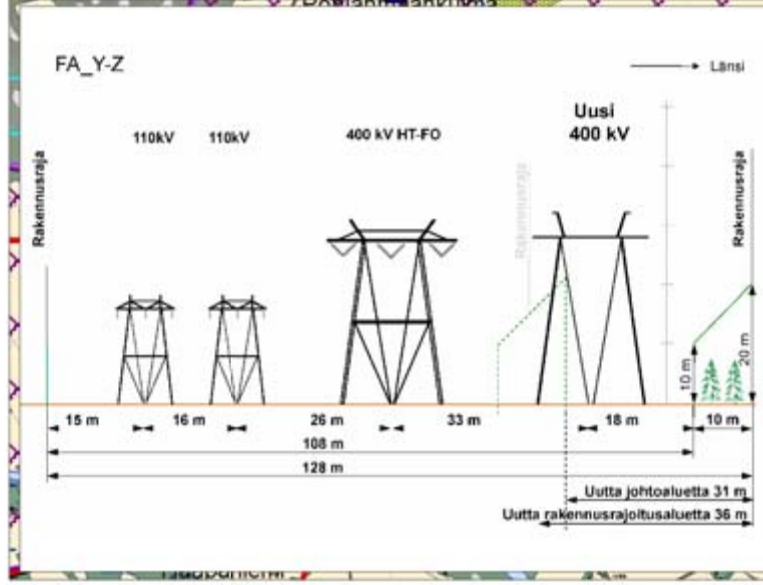 FA_Y-Z
Länsi
110kV 110kV 400 kV HT-FO Uusi 400 kV
Rakennusraja
Rakennusraja
Rakennusraja
10 m
20 m
15 m 16 m 26 m 33 m 18 m 10 m
108 m
128 m
Uutta johtoaluetta 31 m
Uutta rakennusrajoitusaluetta 36 m